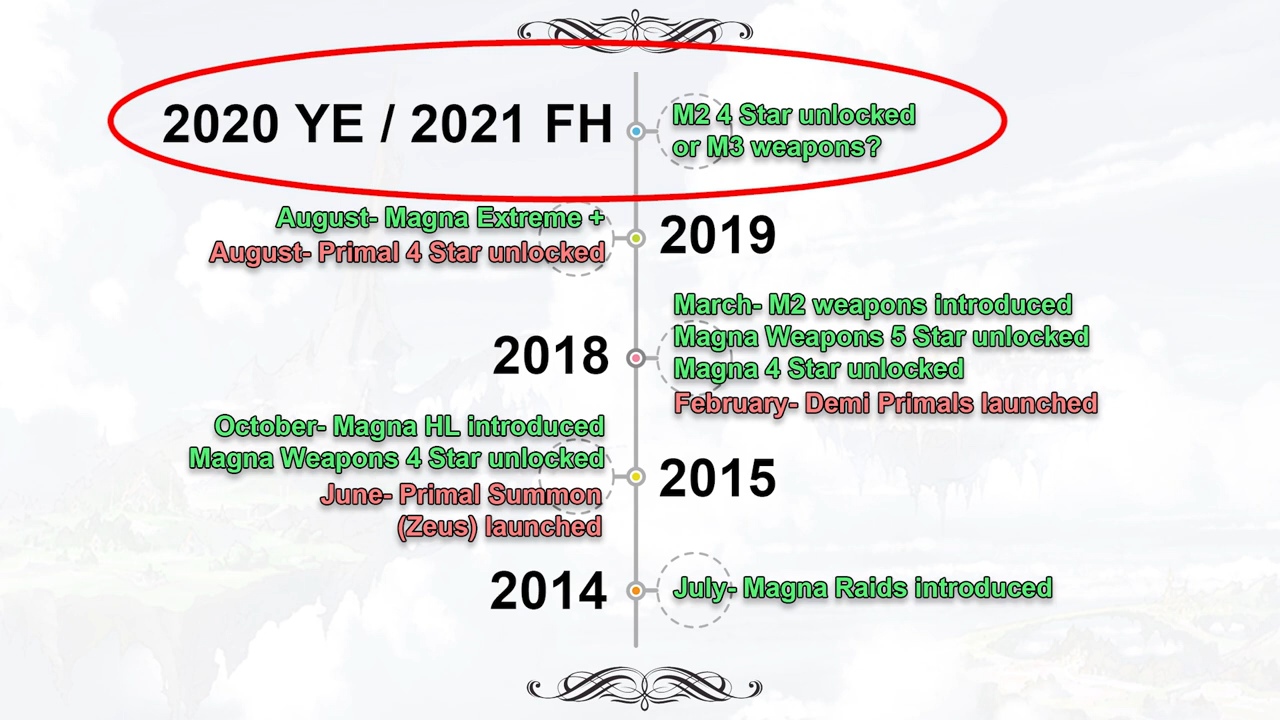 2020 YE / 2021 FH
M2 4 Star unlocked
or M3 weapons?
August- Magna Extreme +
August- Primal 4 Star unlocked
2019
March- M2 weapons introduced
Magna Weapons 5 Star unlocked
Magna 4 Star unlocked
February- Demi Primals launched
2018
October- Magna HL introduced
Magna Weapons 4 Star unlocked
June- Primal Summon
(Zeus) launched
2015
2014
July- Magna Raids introduced